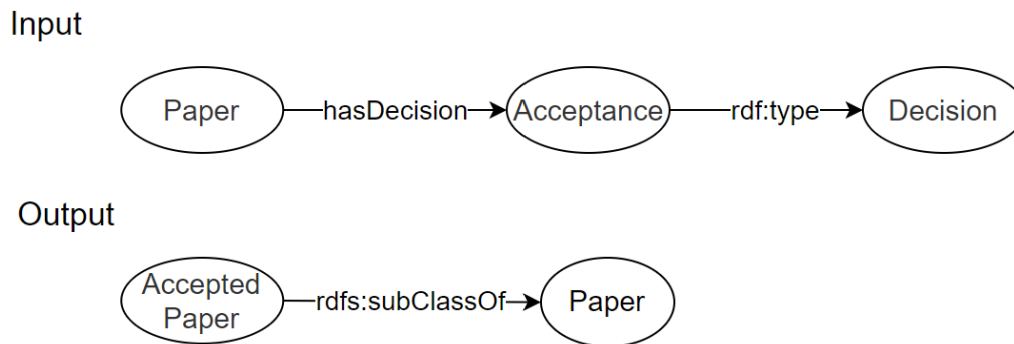 Input
Paper
hasDecision
Acceptance
rdf:type
Decision
Output
Accepted
Paper
rdfs:subClassOf
Paper